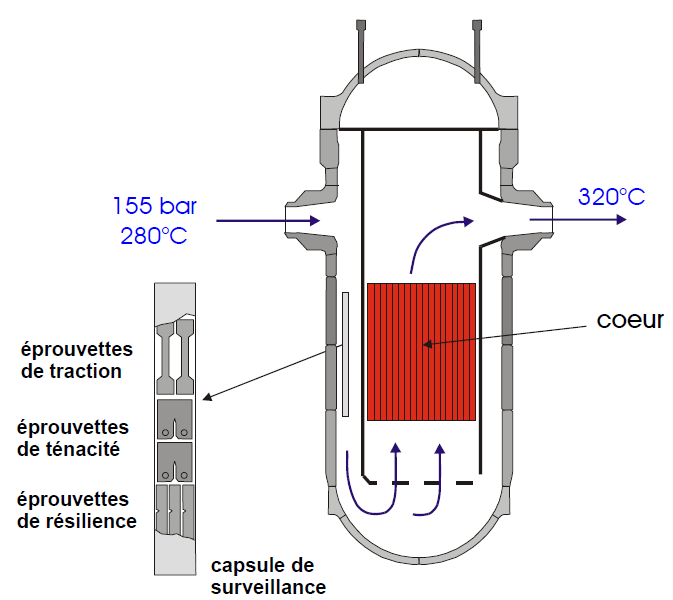 155 bar
280°C
320°C
coeur
éprouvettes
de traction
éprouvettes
de ténacité
éprouvettes
de résilience
capsule de
surveillance